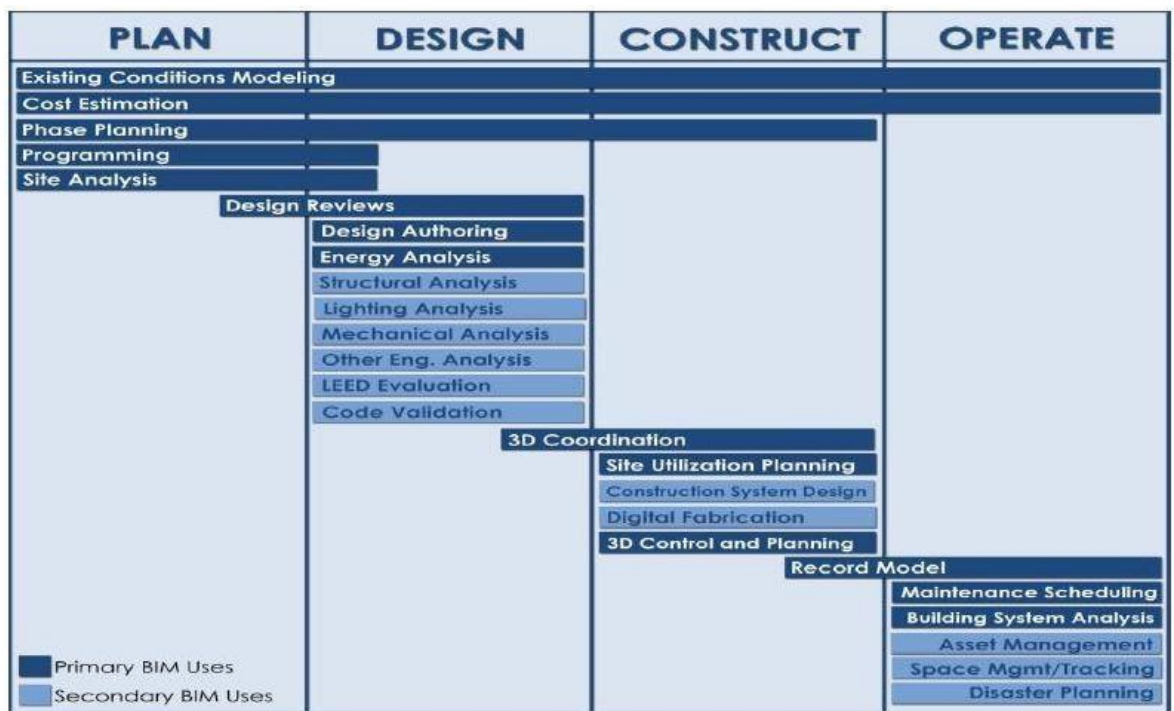 PLAN DESIGN CONSTRUCT OPERATE
Existing Conditions Modeling
Cost Estimation
Phase Planning
Programming
Site Analysis
Design Reviews
Design Authoring
Energy Analysis
Structural Analysis
Lighting Analysis
Mechanical Analysis
Other Eng. Analysis
LEED Evaluation
Code Validation
3D Coordination
Site Utilization Planning
Construction System Design
Digital Fabrication
3D Control and Planning
Record Model
Maintenance Scheduling
Building System Analysis
Asset Management
Space Mgmt/Tracking
Disaster Planning
Primary BIM Uses
Secondary BIM Uses